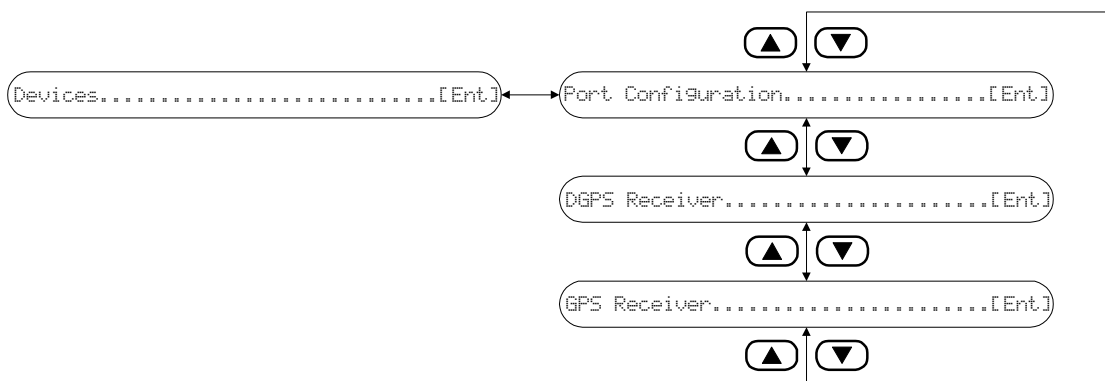 Devices............................[Ent]
Port Configuration.................[Ent]
DGPS Receiver......................[Ent]
GPS Receiver.......................[Ent]